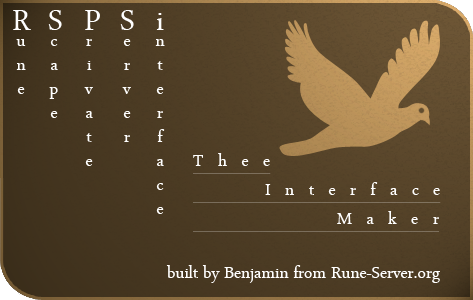 Rune
Scape
Private
Server
interface
Thee
Interface
Maker
built by Benjamin from Rune-Server.org